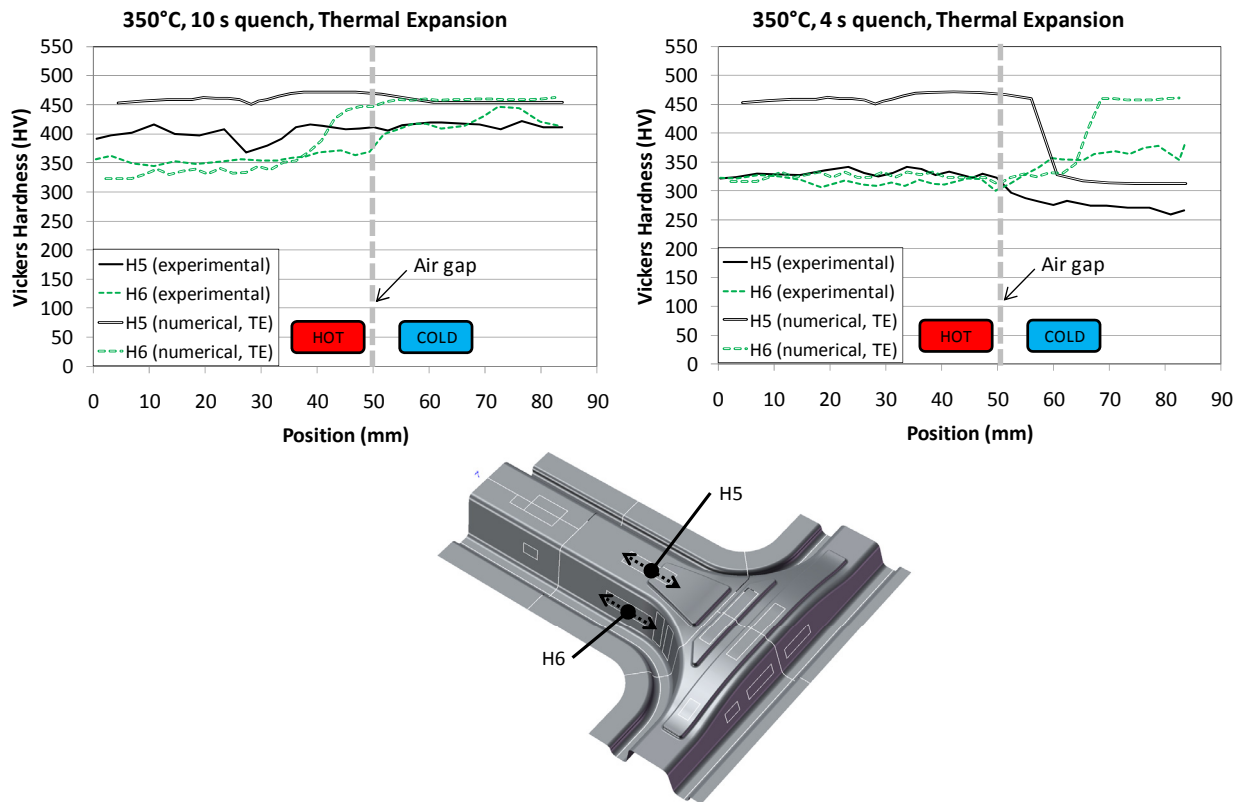 350°C, 10 s quench, Thermal Expansion
550
500
450
400
350
300
250
200
150
100
50
0
Vickers Hardness (HV)
H5 (experimental)
H6 (experimental)
H5 (numerical, TE)
H6 (numerical, TE)
Air gap
HOT
COLD
0 10 20 30 40 50 60 70 80 90
Position (mm)
350°C, 4 s quench, Thermal Expansion
550
500
450
400
350
300
250
200
150
100
50
0
Vickers Hardness (HV)
H5 (experimental)
H6 (experimental)
H5 (numerical, TE)
H6 (numerical, TE)
Air gap
HOT
COLD
0 10 20 30 40 50 60 70 80 90
Position (mm)
H5
H6